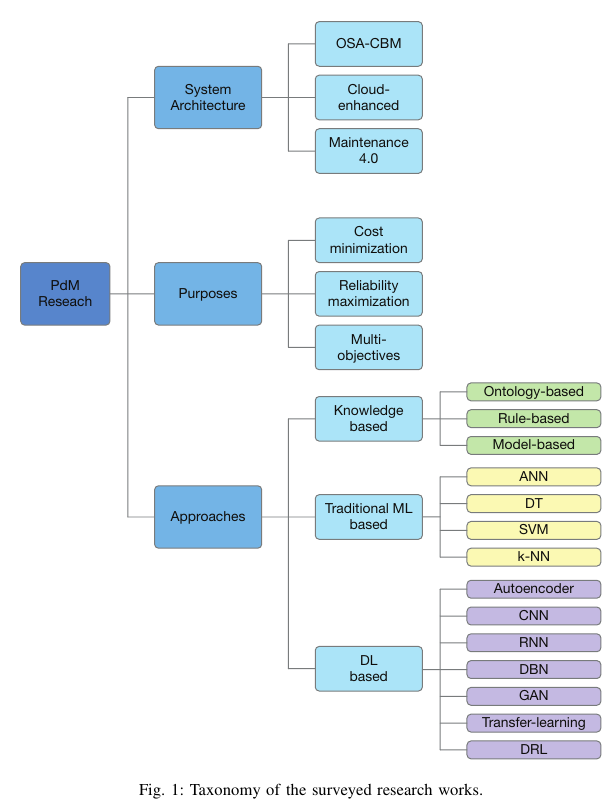 PdM
Reseach
System
Architecture
OSA-CBM
Cloud-
enhanced
Maintenance
4.0
Purposes
Cost
minimization
Reliability
maximization
Multi-
objectives
Approaches
Knowledge
based
Ontology-based
Rule-based
Model-based
Traditional ML
based
ANN
DT
SVM
k-NN
DL
based
Autoencoder
CNN
RNN
DBN
GAN
Transfer-learning
DRL
Fig. 1: Taxonomy of the surveyed research works.